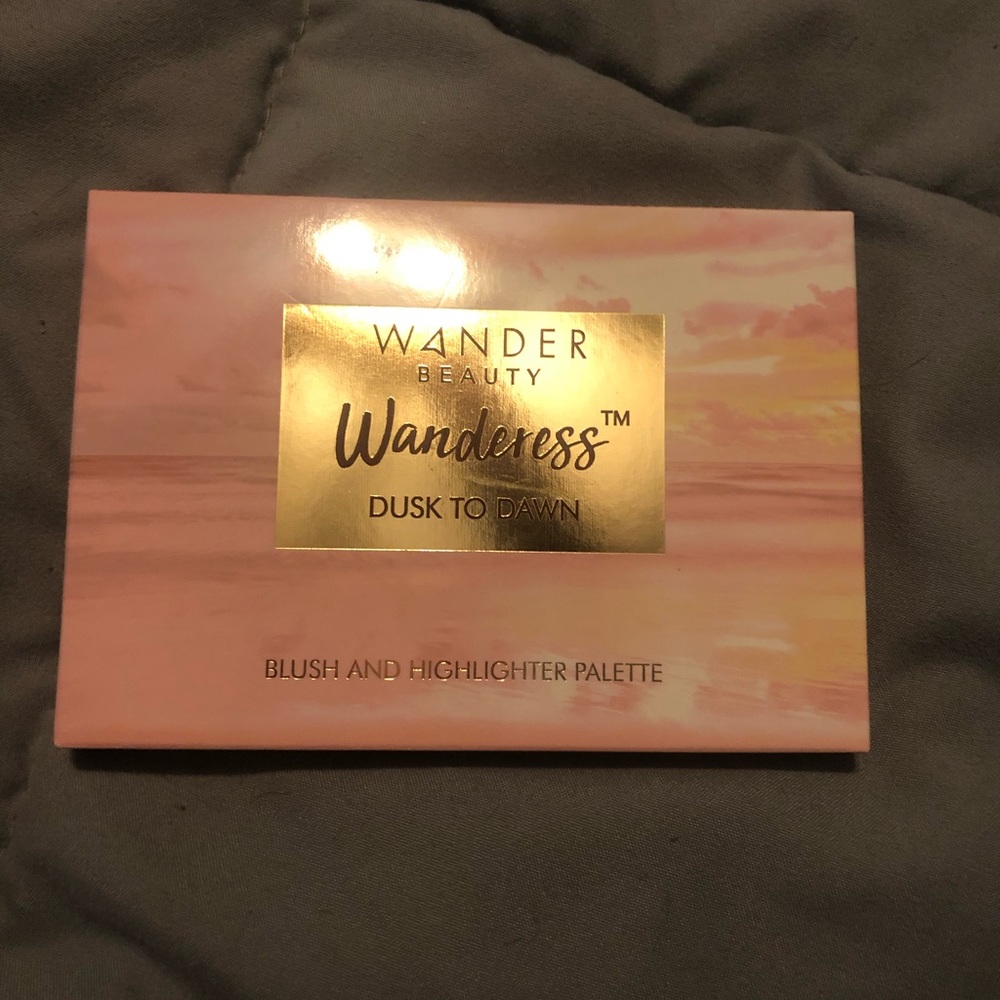 WANDER
BEAUTY
Wanderess™
DUSK TO DAWN
BLUSH AND HIGHLIGHTER PALETTE